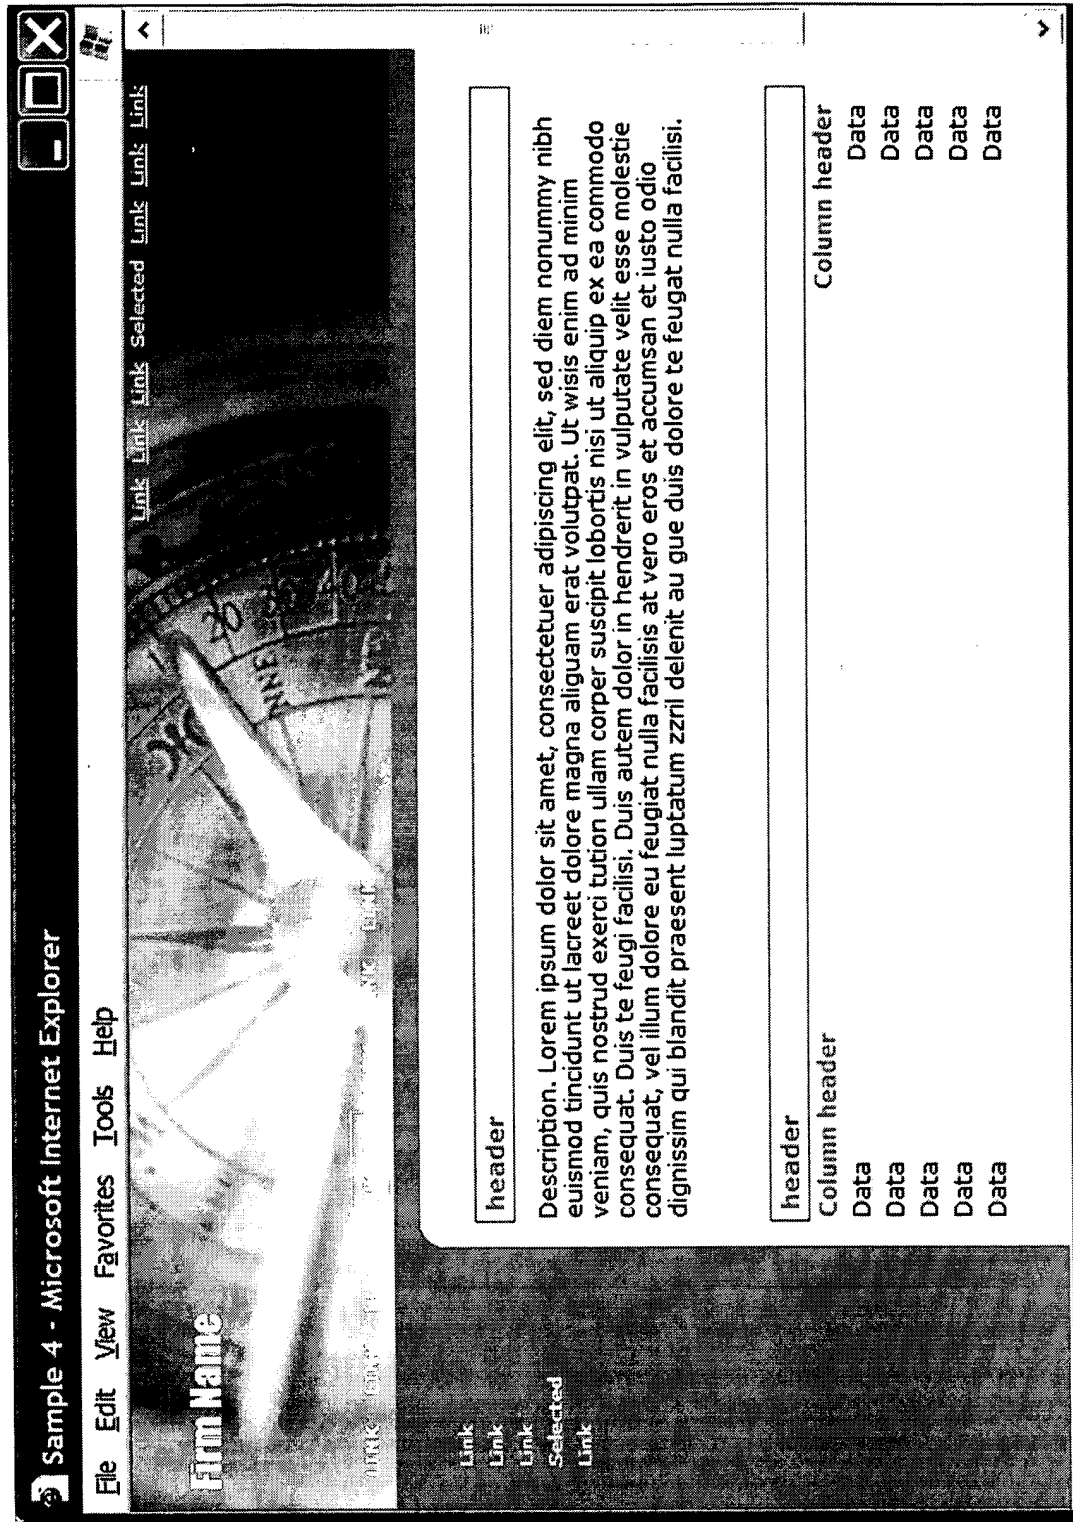 Sample 4 - Microsoft Internet Explorer
File Edit View Favorites Tools Help
Link Link Link Selected Link Link Link
Firm Name
30
NNE
LINK LINK
Link
Link
Link
Selected
Link
header
Description. Lorem ipsum dolor sit amet, consectetuer adipiscing elit, sed diem nonummy nibh
euismod tincidunt ut lacreet dolore magna aliguam erat volutpat. Ut wisis enim ad minim
veniam, quis nostrud exerci tution ullam corper suscipit lobortis nisi ut aliquip ex ea commodo
consequat. Duis te feugi facilisi. Duis autem dolor in hendrerit in vulputate velit esse molestie
consequat, vel illum dolore eu feugiat nulla facilisis at vero eros et accumsan et iusto odio
dignissim qui blandit praesent luptatum zzril delenit au gue duis dolore te feugat nulla facilisi.
header
Column header Column header
Data Data
Data Data
Data Data
Data Data
Data Data